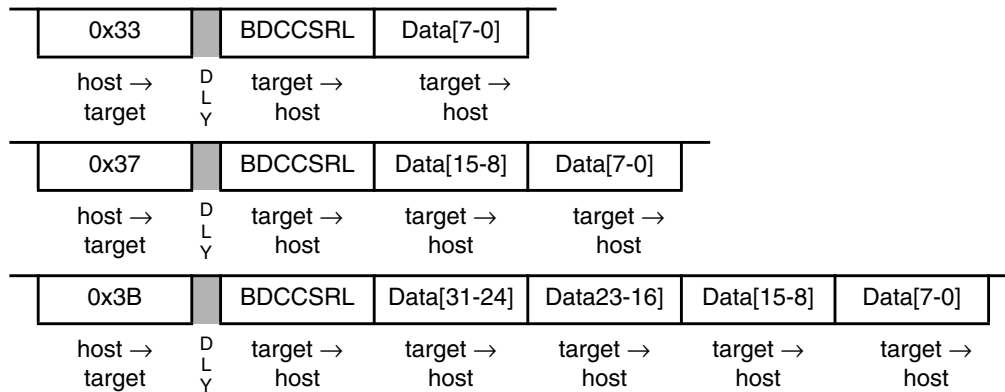 0x33 BDCCSRL Data[7-0]
host → D target → target →
target L host host
Y
0x37 BDCCSRL Data[15-8] Data[7-0]
host → D target → target → target →
target L host host host
Y
0x3B BDCCSRL Data[31-24] Data23-16] Data[15-8] Data[7-0]
host → D target → target → target → target → target →
target L host host host host host
Y